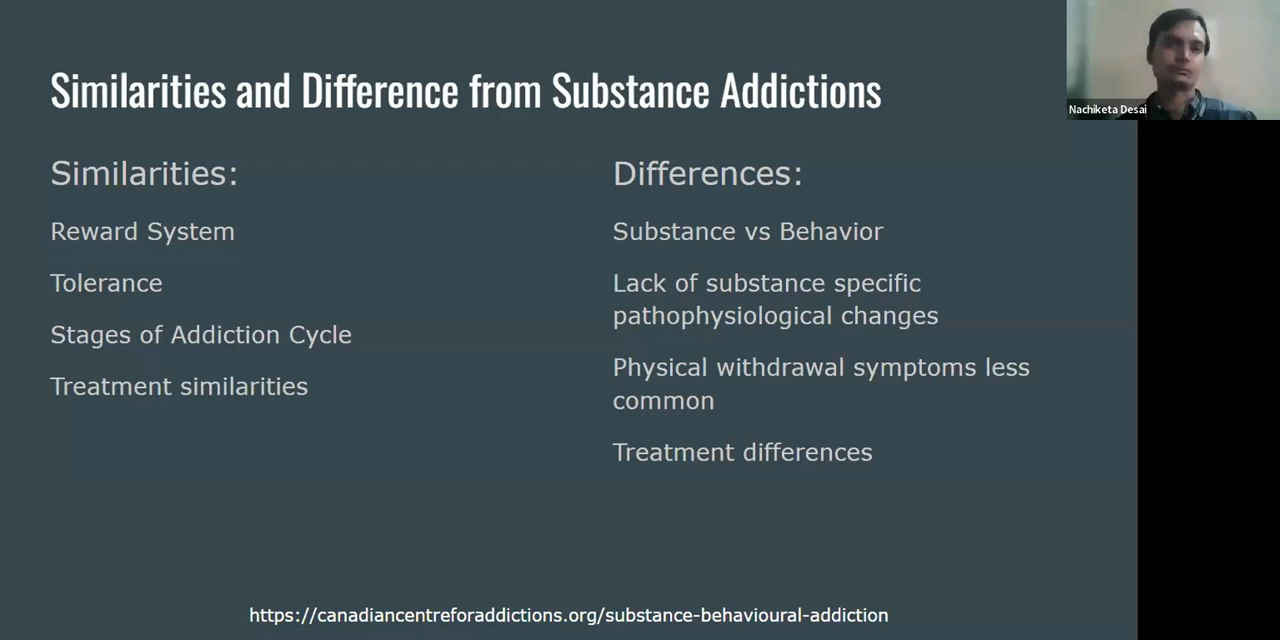 Similarities and Difference from Substance Addictions
Nachiketa Desai
Similarities:
Reward System
Tolerance
Stages of Addiction Cycle
Treatment similarities
Differences:
Substance vs Behavior
Lack of substance specific
pathophysiological changes
Physical withdrawal symptoms less
common
Treatment differences
https://canadiancentreforaddictions.org/substance-behavioural-addiction